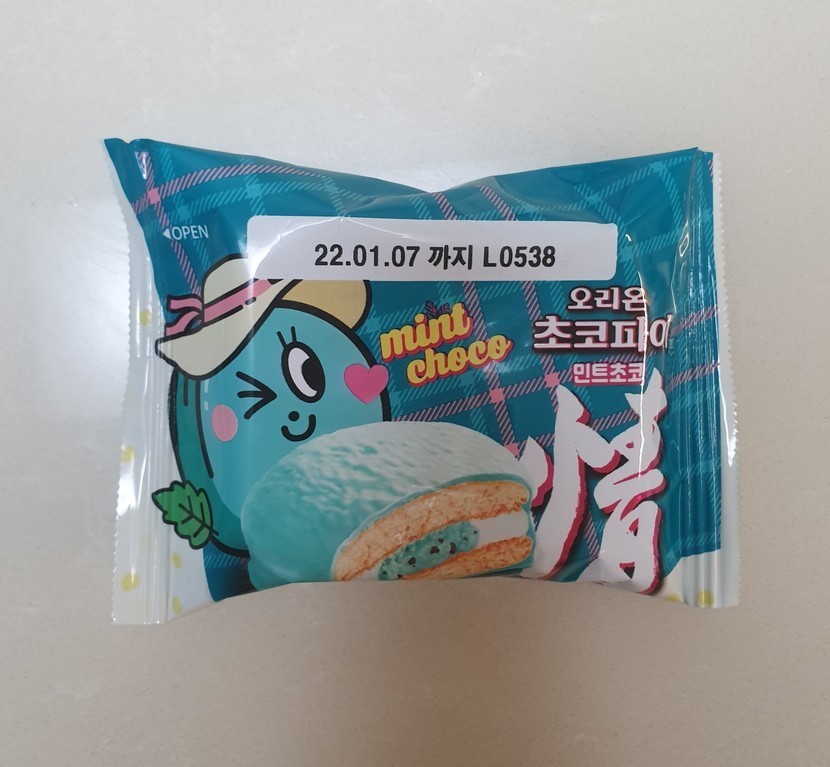 ◀OPEN
22.01.07 까지 L0538
mint
choco
오리온
초코파이
민트초코